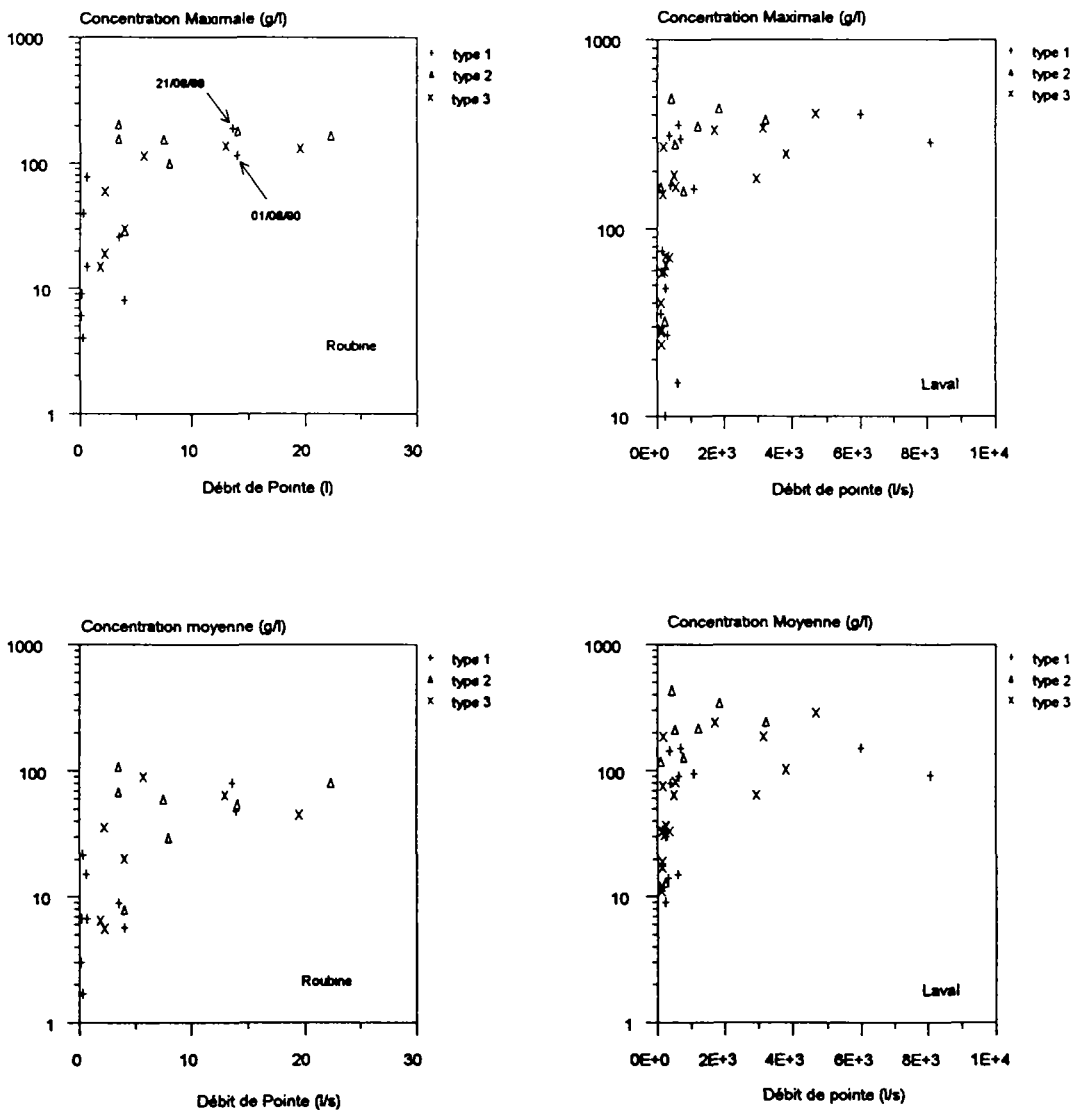 Concentration Maximale (g/l)
1000
100
10
1
0
10
20
30
Débit de Pointe (l)
+ type 1
Δ type 2
x type 3
21/08/88
01/08/90
Roubine
Concentration Maximale (g/l)
1000
100
10
0E+0
2E+3
4E+3
6E+3
8E+3
1E+4
Débit de pointe (l/s)
+ type 1
Δ type 2
x type 3
Laval
Concentration moyenne (g/l)
1000
100
10
1
0
10
20
30
Débit de Pointe (l/s)
+ type 1
Δ type 2
x type 3
Roubine
Concentration Moyenne (g/l)
1000
100
10
1
0E+0
2E+3
4E+3
6E+3
8E+3
1E+4
Débit de pointe (l/s)
+ type 1
Δ type 2
x type 3
Laval